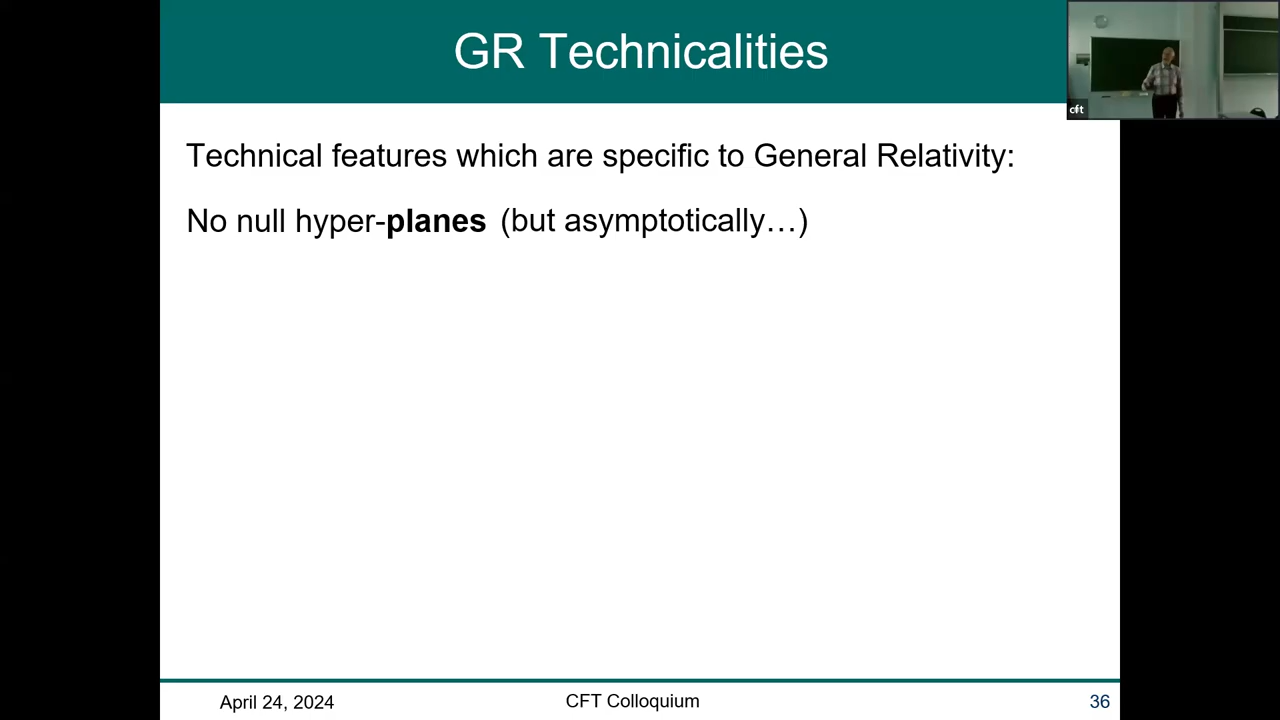 GR Technicalities
cft
Technical features which are specific to General Relativity:
No null hyper-planes (but asymptotically…)
April 24, 2024
CFT Colloquium
36